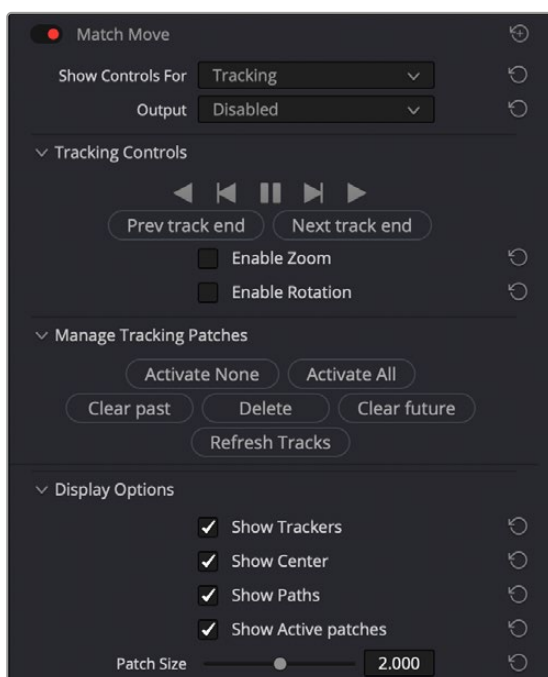 Match Move
Show Controls For Tracking
Output Disabled
Tracking Controls
Prev track end Next track end
Enable Zoom
Enable Rotation
Manage Tracking Patches
Activate None Activate All
Clear past Delete Clear future
Refresh Tracks
Display Options
Show Trackers
Show Center
Show Paths
Show Active patches
Patch Size 2.000